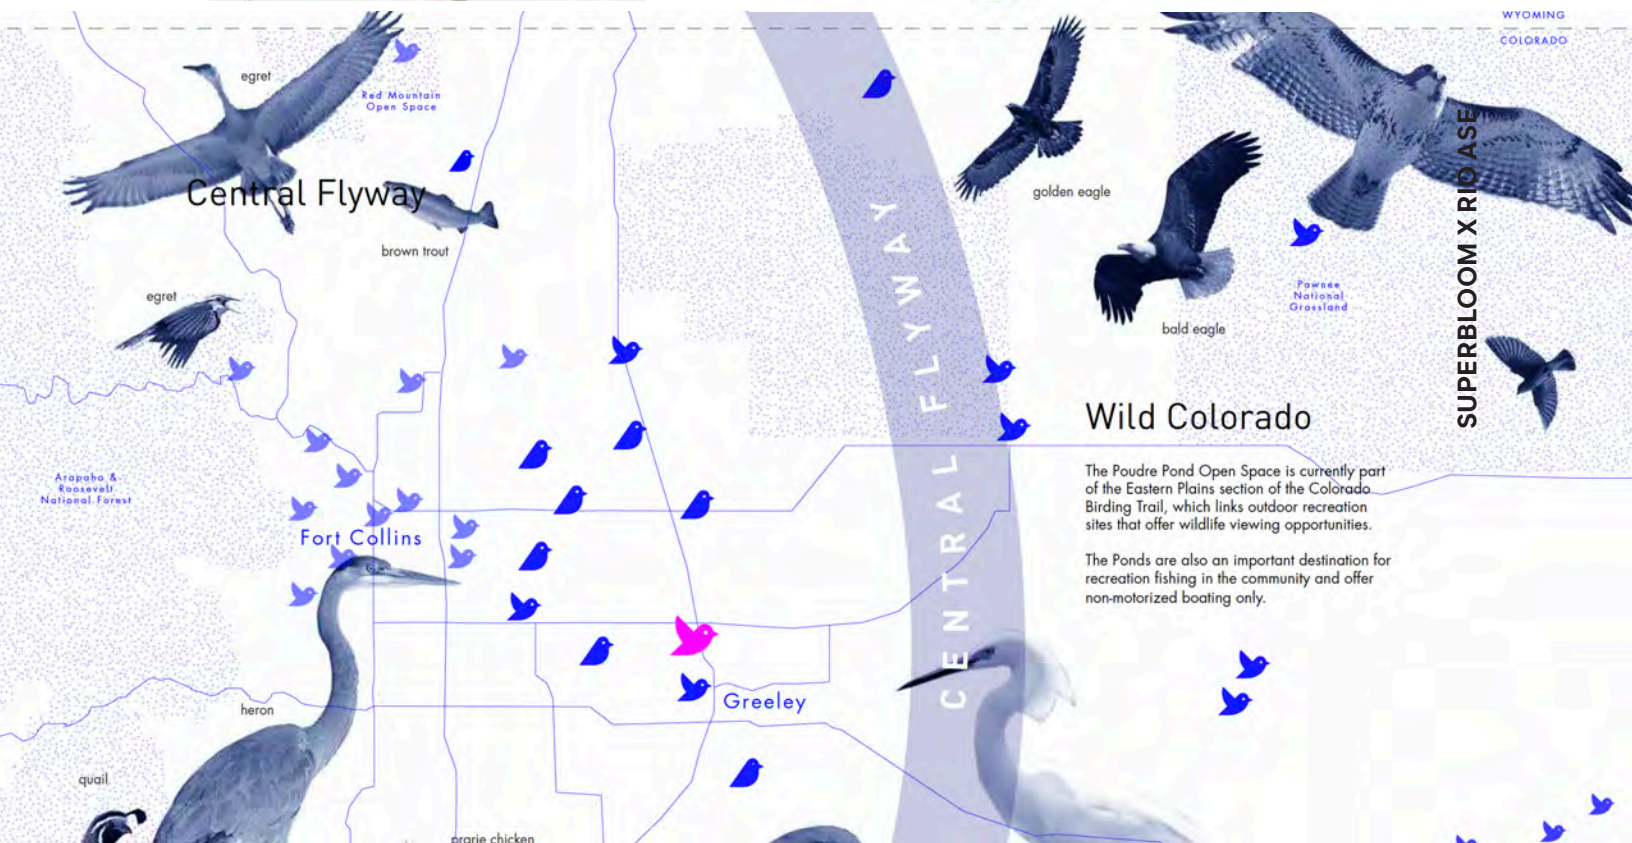 WYOMING
COLORADO
egret
Red Mountain
Open Space
Central Flyway
brown trout
egret
golden eagle
bald eagle
Pawnee
National
Grassland
SUPERBLOOM X RIO ASE
CENTRAL FLYWAY
Wild Colorado
The Poudre Pond Open Space is currently part
of the Eastern Plains section of the Colorado
Birding Trail, which links outdoor recreation
sites that offer wildlife viewing opportunities.
The Ponds are also an important destination for
recreation fishing in the community and offer
non-motorized boating only.
Arapaho &
Roosevelt
National Forest
Fort Collins
Greeley
heron
quail
prarie chicken